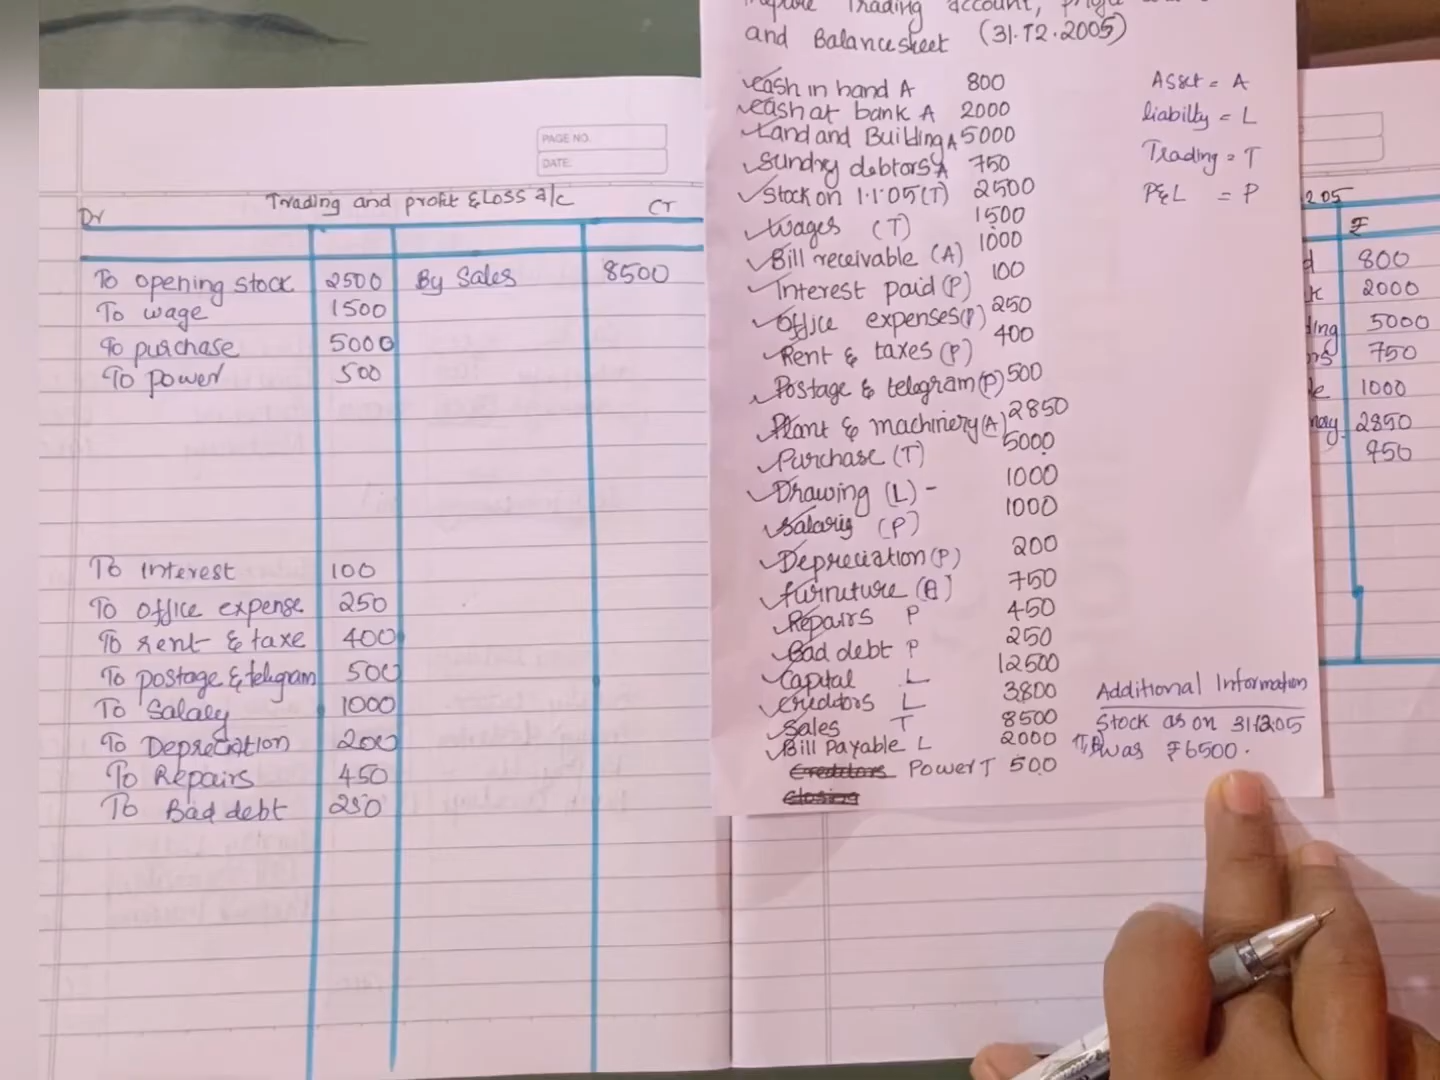 Trading account,
and Balancesheet (31.12.2005)
Cash in hand A 800
Cash at bank A 2000
Land and Building A 5000
Sundry debtors A 750
Stock on 1.1.05 (T) 2500
Wages (T) 1500
Bill receivable (A) 1000
Interest paid (P) 100
Office expenses (P) 250
Rent & taxes (P) 400
Postage & telegram (P) 500
Plant & machinery (A) 2850
Purchase (T) 5000
Drawing (L) - 1000
Salaris (P) 1000
Depreciation (P) 200
furnuture (A) 750
Repairs P 450
Bad debt P 250
Capital L 12500
Creditors L 3800
Sales T 8500
Bill Payable L 2000
Creditors Power T 500
Closing
Asset = A
liabilty = L
Trading = T
P&L = P
Additional Information
Stock as on 31.12.05
was ₹6500.
PAGE NO.
DATE:
Trading and profit & Loss a/c
Dr Cr
To opening stock 2500 By Sales 8500
To wage 1500
To purchase 5000
To power 500
To interest 100
To office expense 250
To rent & taxe 400
To postage & telegram 500
To Salaly 1000
To Depreciation 200
To Repairs 450
To Bad debt 250
205
₹
800
2000
5000
750
1000
2850
750